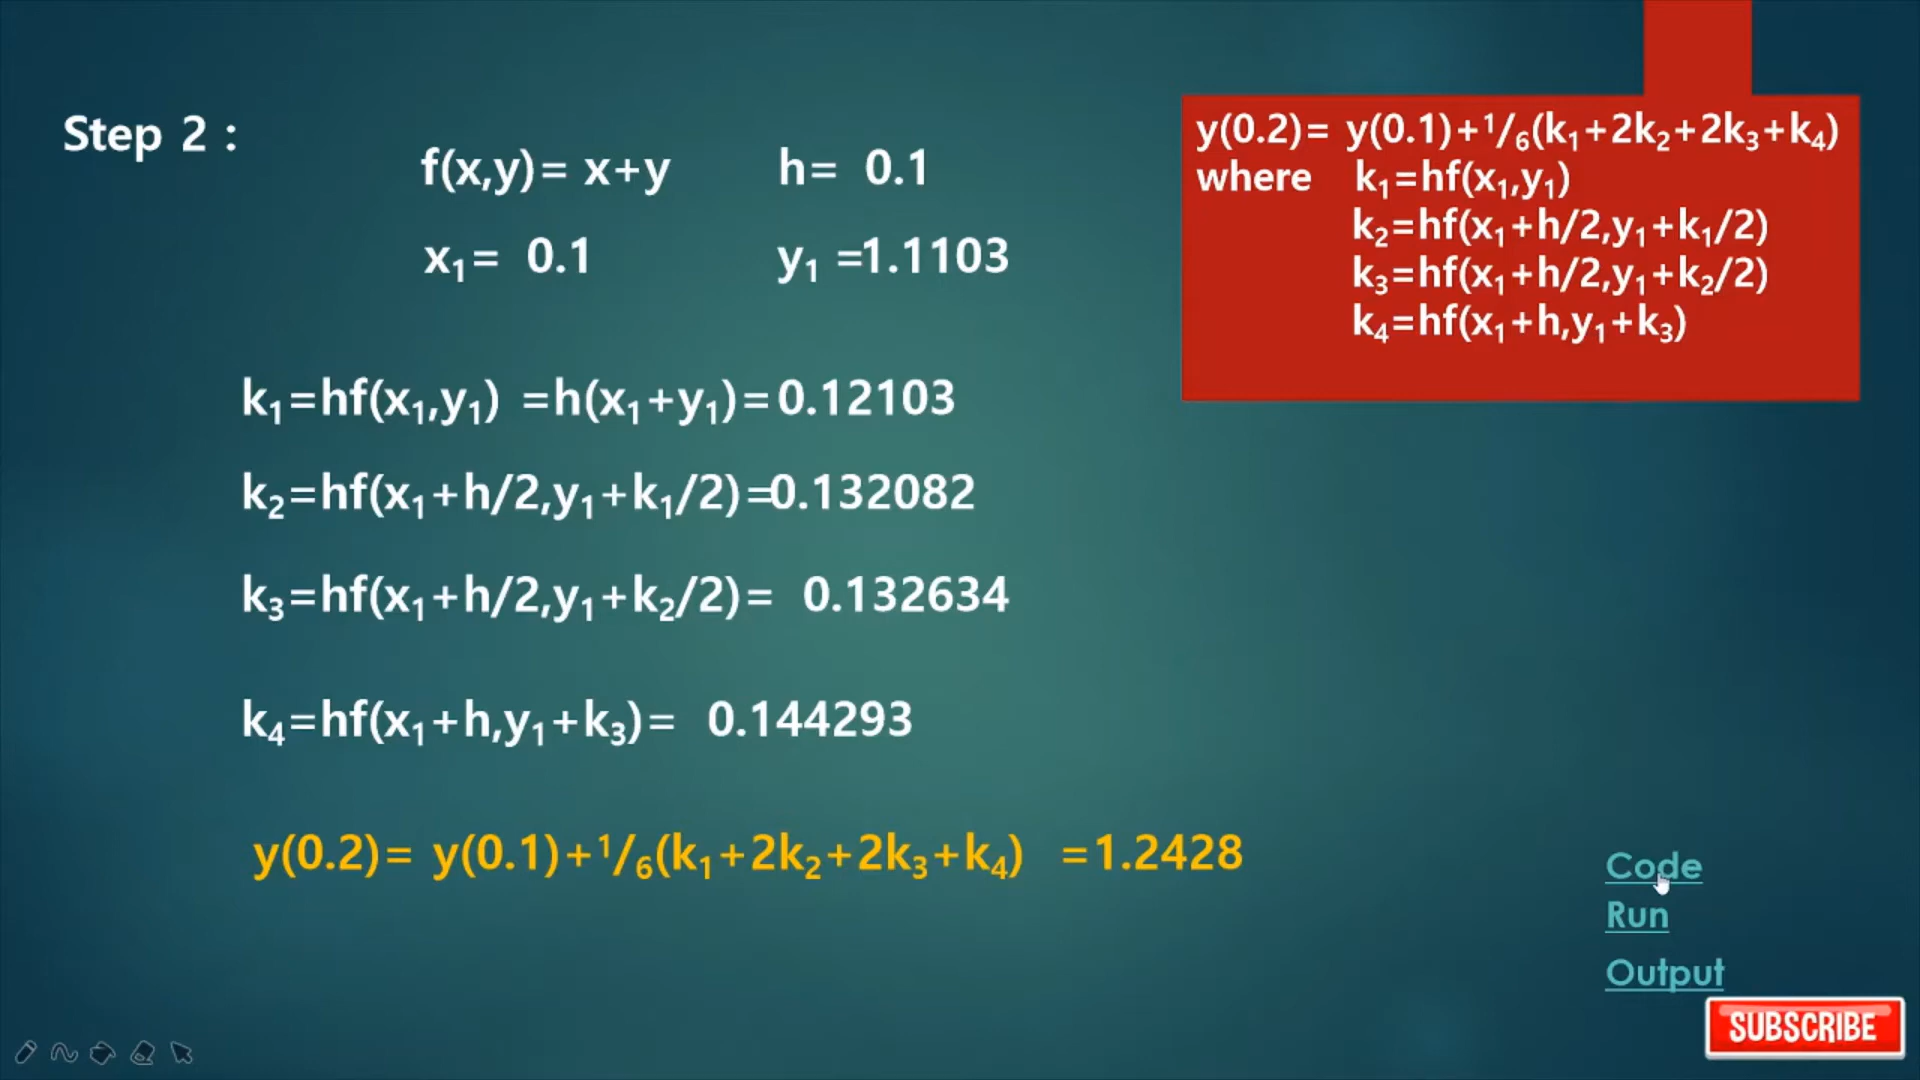 Step 2 :
f(x,y)= x+y h= 0.1
x₁= 0.1 y₁ =1.1103
y(0.2)= y(0.1)+¹/₆(k₁+2k₂+2k₃+k₄)
where k₁=hf(x₁,y₁)
k₂=hf(x₁+h/2,y₁+k₁/2)
k₃=hf(x₁+h/2,y₁+k₂/2)
k₄=hf(x₁+h,y₁+k₃)
k₁=hf(x₁,y₁) =h(x₁+y₁)=0.12103
k₂=hf(x₁+h/2,y₁+k₁/2)=0.132082
k₃=hf(x₁+h/2,y₁+k₂/2)= 0.132634
k₄=hf(x₁+h,y₁+k₃)= 0.144293
y(0.2)= y(0.1)+¹/₆(k₁+2k₂+2k₃+k₄) =1.2428
Code
Run
Output
SUBSCRIBE